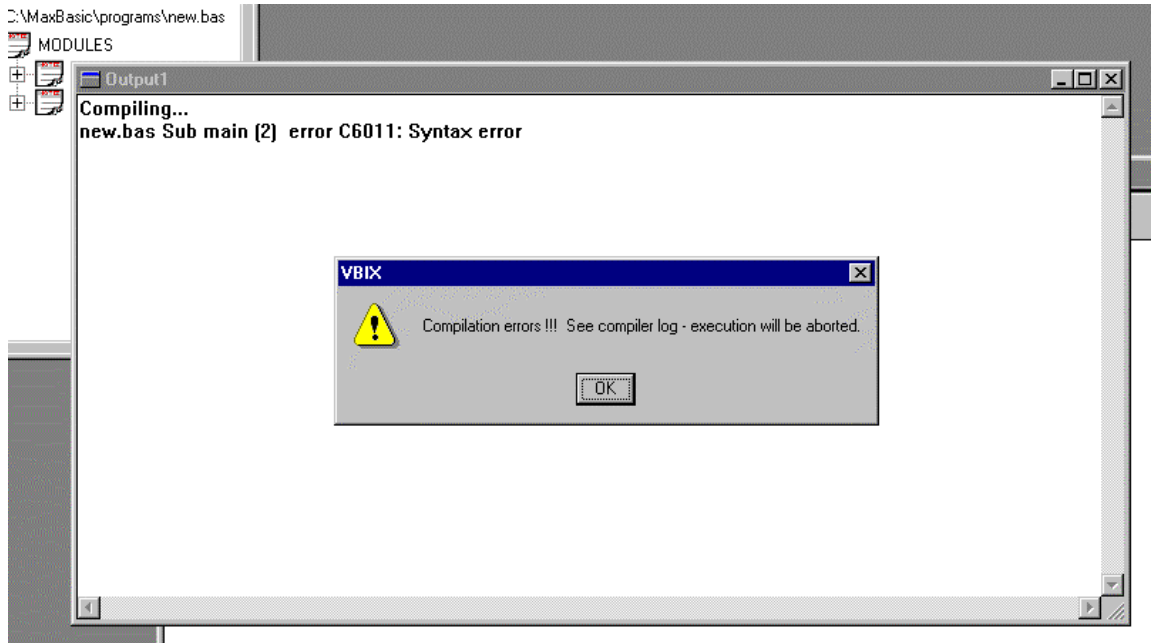 C:\MaxBasic\programs\new.bas
MODULES
Output1
Compiling...
new.bas Sub main (2) error C6011: Syntax error
VBIX
Compilation errors !!! See compiler log - execution will be aborted.
OK